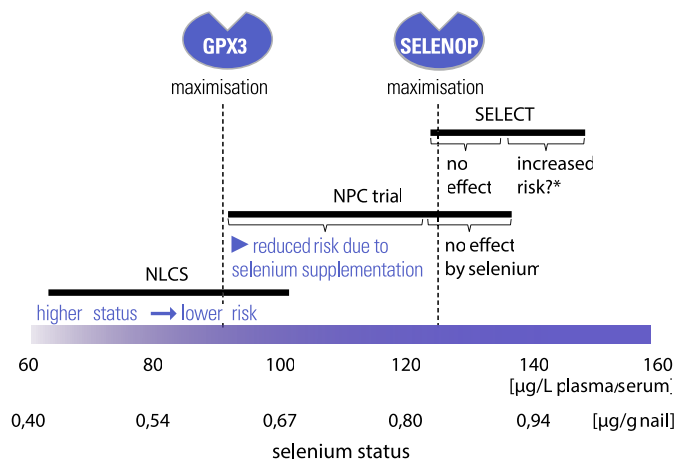 GPX3
SELENOP
maximisation
maximisation
SELECT
no
effect
increased
risk?*
NPC trial
▶ reduced risk due to
selenium supplementation
no effect
by selenium
NLCS
higher status → lower risk
60 80 100 120 140 160
[µg/L plasma/serum]
0,40 0,54 0,67 0,80 0,94 [µg/g nail]
selenium status